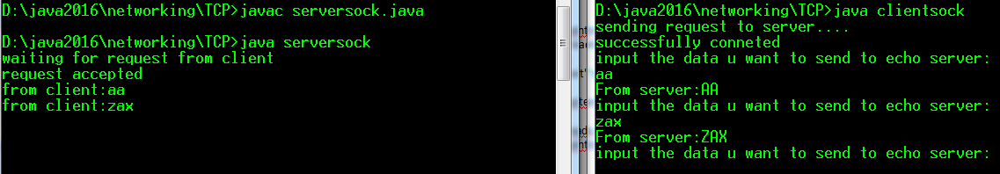 D:\java2016\networking\TCP>javac serversock.java
D:\java2016\networking\TCP>java serversock
waiting for request from client
request accepted
from client:aa
from client:zax
D:\java2016\networking\TCP>java clientsock
sending request to server....
successfully conneted
input the data u want to send to echo server:
aa
From server:AA
input the data u want to send to echo server:
zax
From server:ZAX
input the data u want to send to echo server: